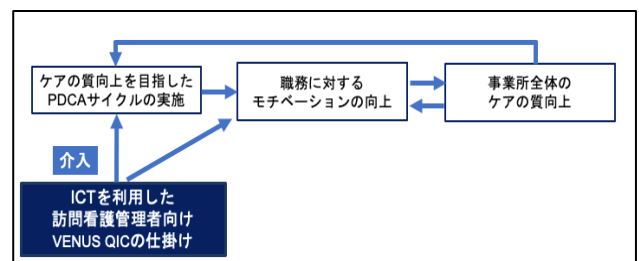 ケアの質向上を目指した
PDCAサイクルの実施
職務に対する
モチベーションの向上
事業所全体の
ケアの質向上
介入
ICTを利用した
訪問看護管理者向け
VENUS QICの仕掛け